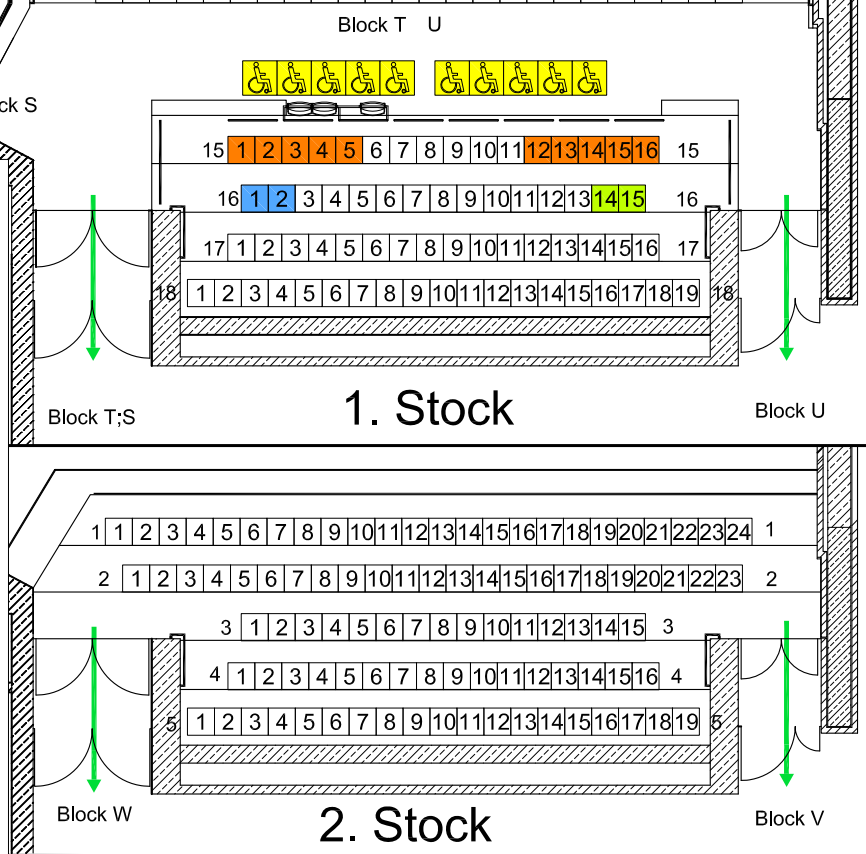 Block T U
ck S
15 1 2 3 4 5 6 7 8 9 10 11 12 13 14 15 16 15
16 1 2 3 4 5 6 7 8 9 10 11 12 13 14 15 16
17 1 2 3 4 5 6 7 8 9 10 11 12 13 14 15 16 17
18 1 2 3 4 5 6 7 8 9 10 11 12 13 14 15 16 17 18 19 18
1. Stock
Block T;S
Block U
1 1 2 3 4 5 6 7 8 9 10 11 12 13 14 15 16 17 18 19 20 21 22 23 24 1
2 1 2 3 4 5 6 7 8 9 10 11 12 13 14 15 16 17 18 19 20 21 22 23 2
3 1 2 3 4 5 6 7 8 9 10 11 12 13 14 15 3
4 1 2 3 4 5 6 7 8 9 10 11 12 13 14 15 16 4
5 1 2 3 4 5 6 7 8 9 10 11 12 13 14 15 16 17 18 19 5
Block W
2. Stock
Block V